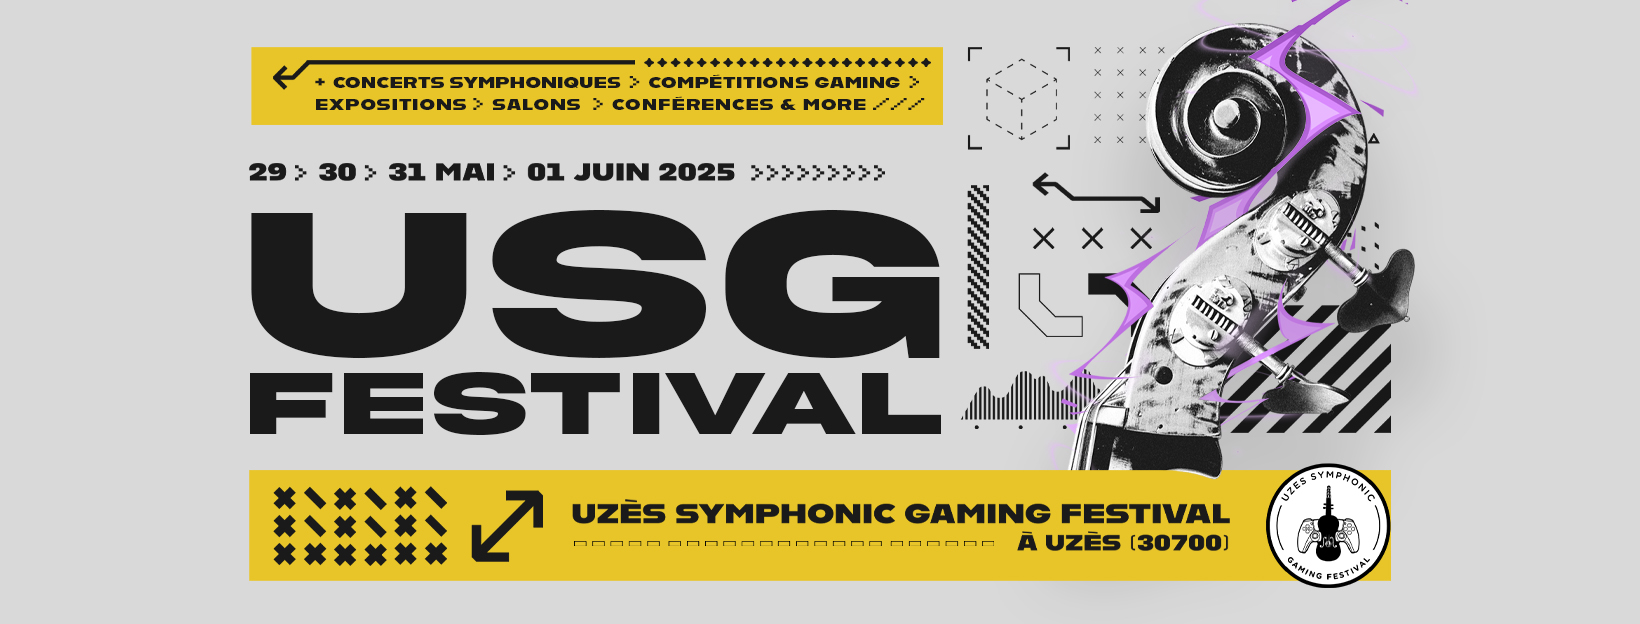 + CONCERTS SYMPHONIQUES > COMPÉTITIONS GAMING >
EXPOSITIONS > SALONS > CONFÉRENCES & MORE ///
29 > 30 > 31 MAI > 01 JUIN 2025 >>>>>>>>>
USG
FESTIVAL
UZÈS SYMPHONIC GAMING FESTIVAL
À UZÈS (30700)
UZES SYMPHONIC
GAMING FESTIVAL